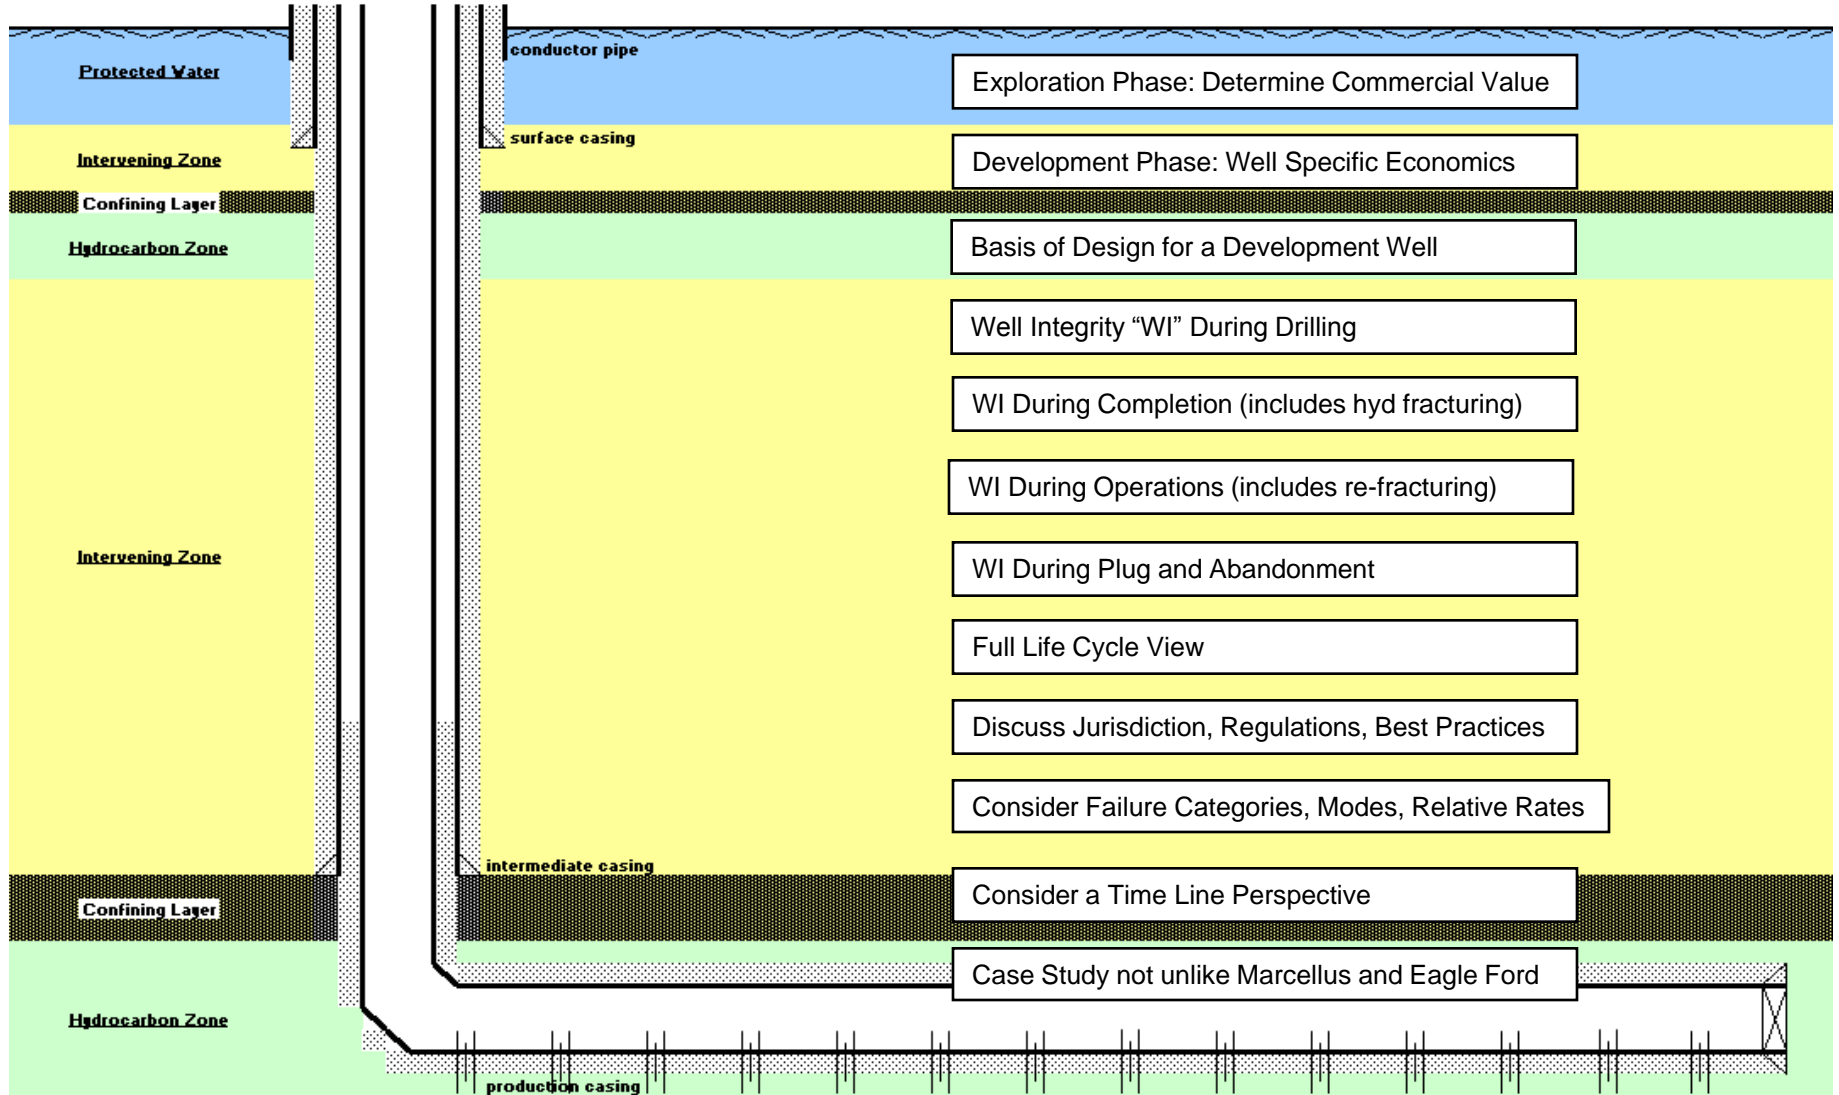 conductor pipe
Protected Water
Exploration Phase: Determine Commercial Value
surface casing
Intervening Zone
Development Phase: Well Specific Economics
Confining Layer
Hydrocarbon Zone
Basis of Design for a Development Well
Well Integrity “WI” During Drilling
WI During Completion (includes hyd fracturing)
WI During Operations (includes re-fracturing)
Intervening Zone
WI During Plug and Abandonment
Full Life Cycle View
Discuss Jurisdiction, Regulations, Best Practices
Consider Failure Categories, Modes, Relative Rates
intermediate casing
Confining Layer
Consider a Time Line Perspective
Case Study not unlike Marcellus and Eagle Ford
Hydrocarbon Zone
production casing